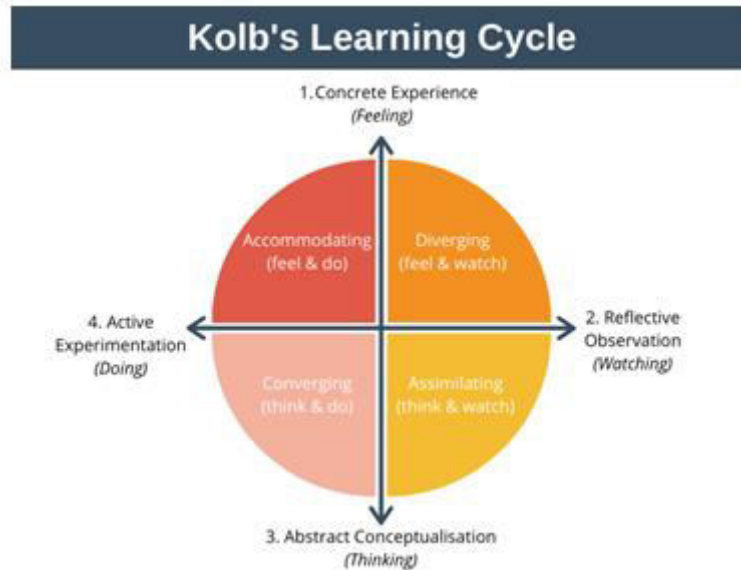 Kolb's Learning Cycle
1. Concrete Experience
(Feeling)
Accommodating
(feel & do)
Diverging
(feel & watch)
4. Active
Experimentation
(Doing)
2. Reflective
Observation
(Watching)
Converging
(think & do)
Assimilating
(think & watch)
3. Abstract Conceptualisation
(Thinking)